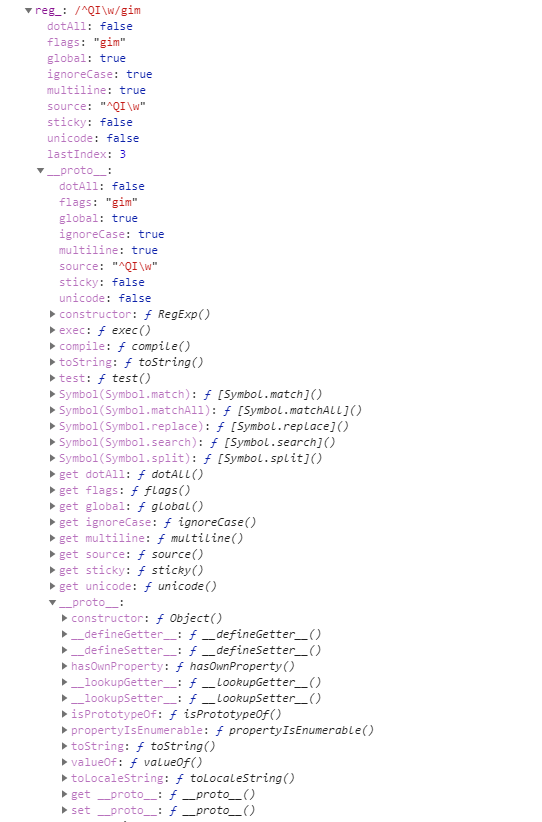 reg_: /^QI\w/gim
dotAll: false
flags: "gim"
global: true
ignoreCase: true
multiline: true
source: "^QI\w"
sticky: false
unicode: false
lastIndex: 3
__proto__:
dotAll: false
flags: "gim"
global: true
ignoreCase: true
multiline: true
source: "^QI\w"
sticky: false
unicode: false
constructor: ƒ RegExp()
exec: ƒ exec()
compile: ƒ compile()
toString: ƒ toString()
test: ƒ test()
Symbol(Symbol.match): ƒ [Symbol.match]()
Symbol(Symbol.matchAll): ƒ [Symbol.matchAll]()
Symbol(Symbol.replace): ƒ [Symbol.replace]()
Symbol(Symbol.search): ƒ [Symbol.search]()
Symbol(Symbol.split): ƒ [Symbol.split]()
get dotAll: ƒ dotAll()
get flags: ƒ flags()
get global: ƒ global()
get ignoreCase: ƒ ignoreCase()
get multiline: ƒ multiline()
get source: ƒ source()
get sticky: ƒ sticky()
get unicode: ƒ unicode()
__proto__:
constructor: ƒ Object()
__defineGetter__: ƒ __defineGetter__()
__defineSetter__: ƒ __defineSetter__()
hasOwnProperty: ƒ hasOwnProperty()
__lookupGetter__: ƒ __lookupGetter__()
__lookupSetter__: ƒ __lookupSetter__()
isPrototypeOf: ƒ isPrototypeOf()
propertyIsEnumerable: ƒ propertyIsEnumerable()
toString: ƒ toString()
valueOf: ƒ valueOf()
toLocaleString: ƒ toLocaleString()
get __proto__: ƒ __proto__()
set __proto__: ƒ __proto__()